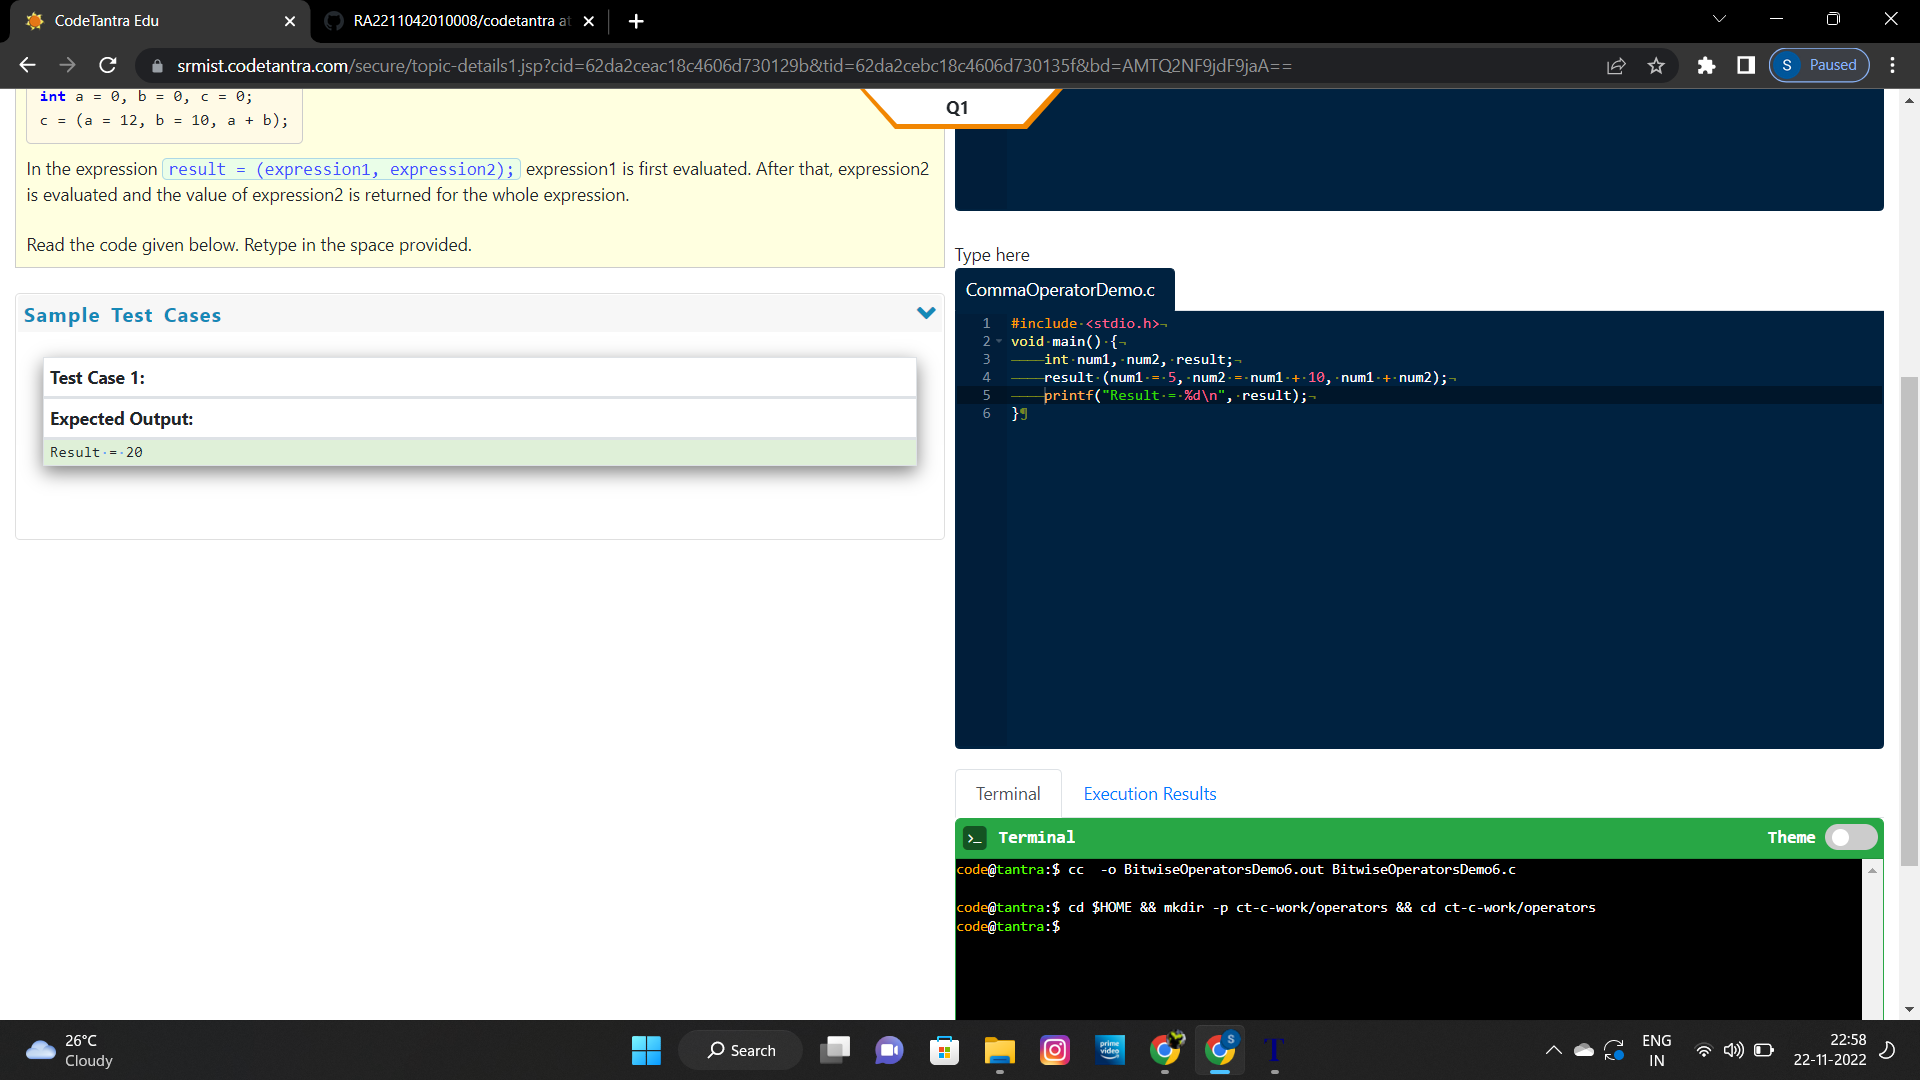 CodeTantra Edu
RA2211042010008/codetantra at
srmist.codetantra.com/secure/topic-details1.jsp?cid=62da2ceac18c4606d730129b&tid=62da2cebc18c4606d730135f&bd=AMTQ2NF9jdF9jaA==
S Paused
int a = 0, b = 0, c = 0;
c = (a = 12, b = 10, a + b);
Q1
In the expression result = (expression1, expression2); expression1 is first evaluated. After that, expression2
is evaluated and the value of expression2 is returned for the whole expression.
Read the code given below. Retype in the space provided.
Sample Test Cases
Test Case 1:
Expected Output:
Result·=·20
Type here
CommaOperatorDemo.c
1 #include·<stdio.h>¬
2 void·main()·{¬
3 ————int·num1,·num2,·result;¬
4 ————result·(num1·=·5,·num2·=·num1·+·10,·num1·+·num2);¬
5 ————printf("Result·=·%d\n",·result);¬
6 }¶
Terminal
Execution Results
>_ Terminal
Theme
code@tantra:$ cc  -o BitwiseOperatorsDemo6.out BitwiseOperatorsDemo6.c
code@tantra:$ cd $HOME && mkdir -p ct-c-work/operators && cd ct-c-work/operators
code@tantra:$
26°C
Cloudy
Search
prime video
S
T
ENG
IN
22:58
22-11-2022